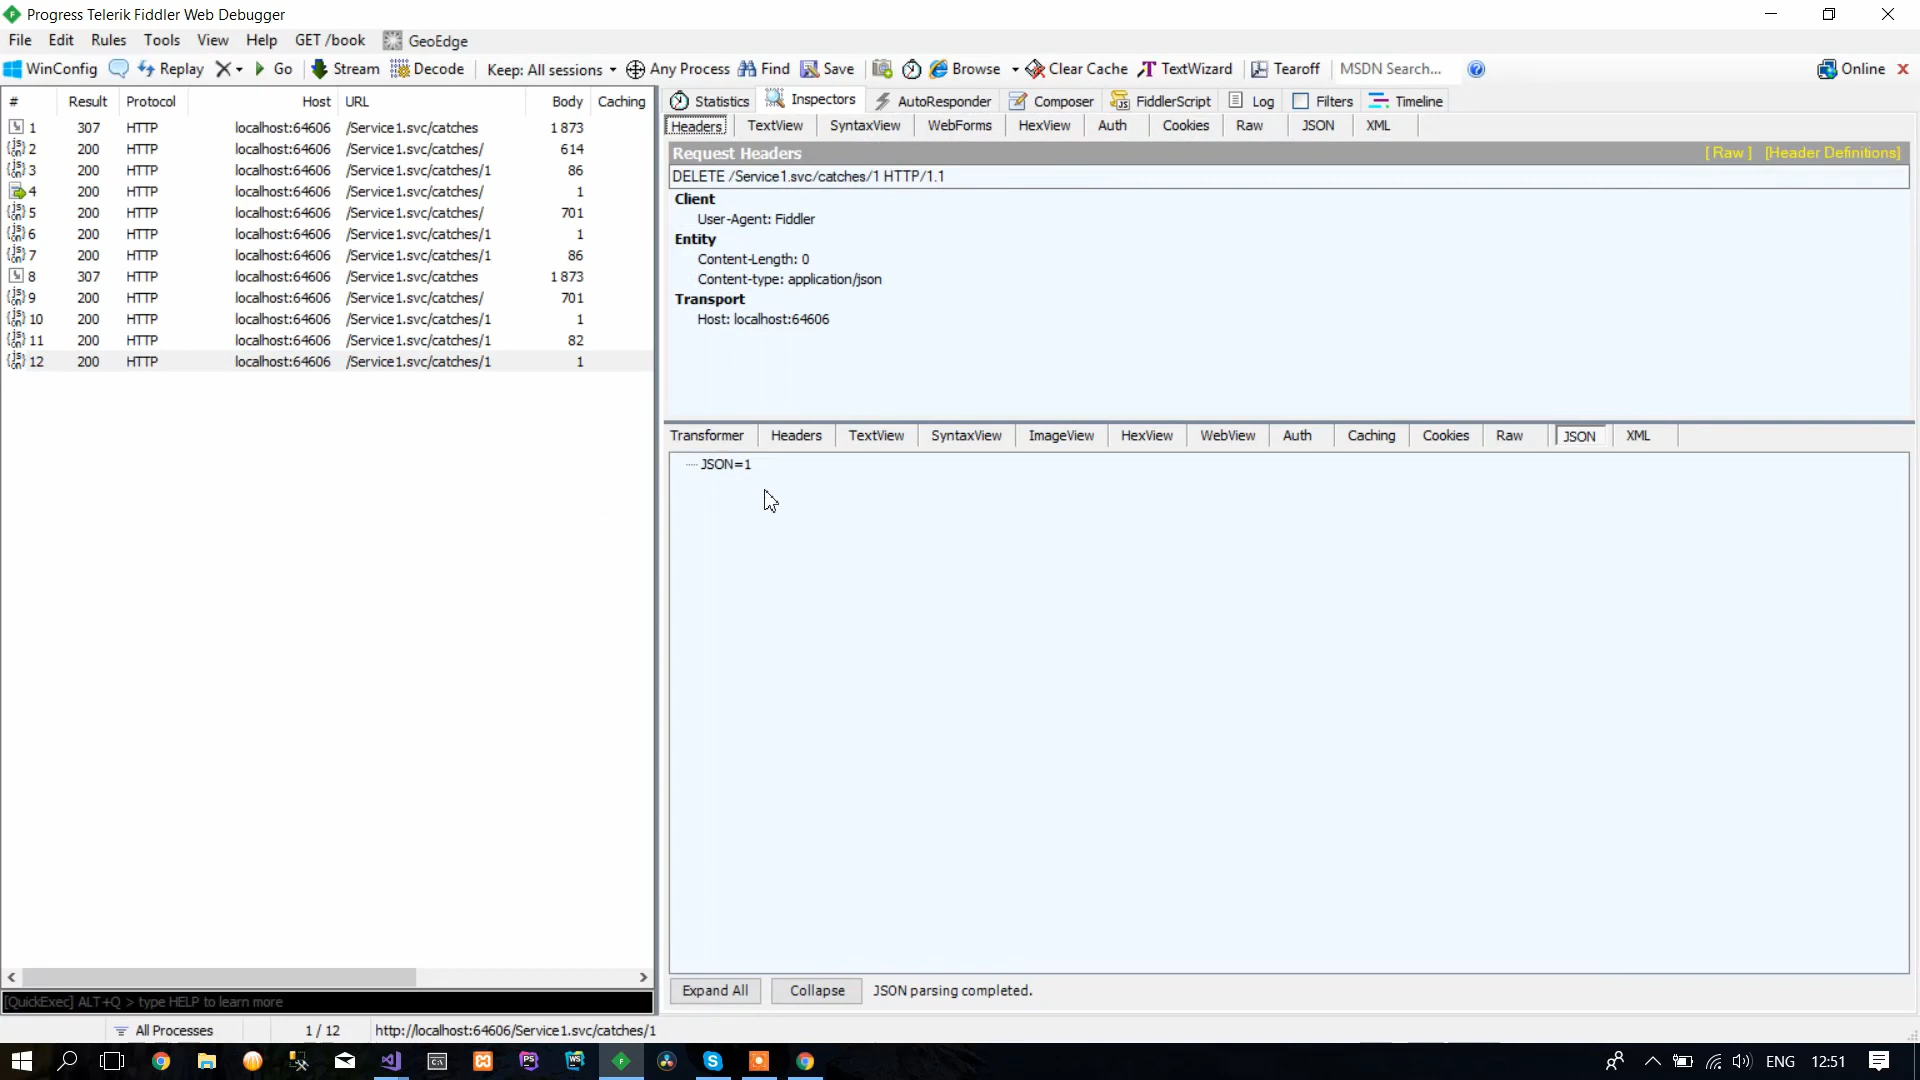 Progress Telerik Fiddler Web Debugger
File Edit Rules Tools View Help GET /book GeoEdge
WinConfig Replay Go Stream Decode Keep: All sessions Any Process Find Save Browse Clear Cache TextWizard Tearoff MSDN Search... Online
# Result Protocol Host URL Body Caching
1 307 HTTP localhost:64606 /Service1.svc/catches 1 873
2 200 HTTP localhost:64606 /Service1.svc/catches/ 614
3 200 HTTP localhost:64606 /Service1.svc/catches/1 86
4 200 HTTP localhost:64606 /Service1.svc/catches/ 1
5 200 HTTP localhost:64606 /Service1.svc/catches/ 701
6 200 HTTP localhost:64606 /Service1.svc/catches/1 1
7 200 HTTP localhost:64606 /Service1.svc/catches/1 86
8 307 HTTP localhost:64606 /Service1.svc/catches 1 873
9 200 HTTP localhost:64606 /Service1.svc/catches/ 701
10 200 HTTP localhost:64606 /Service1.svc/catches/1 1
11 200 HTTP localhost:64606 /Service1.svc/catches/1 82
12 200 HTTP localhost:64606 /Service1.svc/catches/1 1
Statistics Inspectors AutoResponder Composer FiddlerScript Log Filters Timeline
Headers TextView SyntaxView WebForms HexView Auth Cookies Raw JSON XML
Request Headers [ Raw ] [Header Definitions]
DELETE /Service1.svc/catches/1 HTTP/1.1
Client
User-Agent: Fiddler
Entity
Content-Length: 0
Content-type: application/json
Transport
Host: localhost:64606
Transformer Headers TextView SyntaxView ImageView HexView WebView Auth Caching Cookies Raw JSON XML
JSON=1
Expand All Collapse JSON parsing completed.
[QuickExec] ALT+Q > type HELP to learn more
All Processes 1 / 12 http://localhost:64606/Service1.svc/catches/1
ENG 12:51